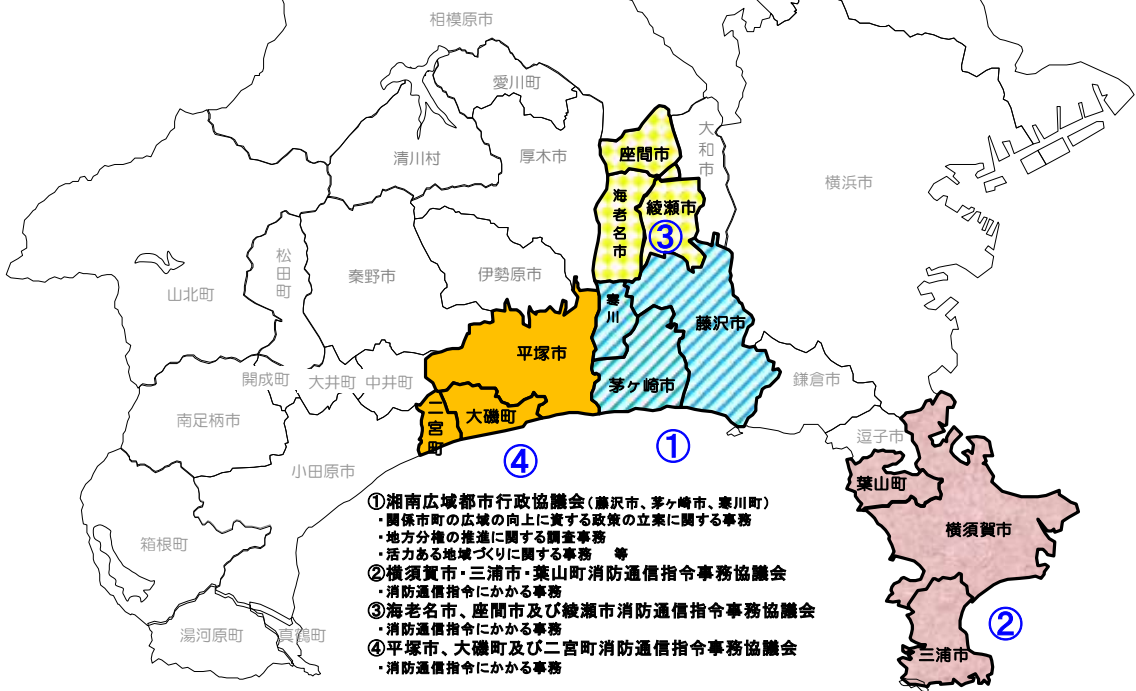 相模原市
愛川町
清川村
厚木市
座間市
大和市
海老名市
綾瀬市
③
横浜市
松田町
秦野市
伊勢原市
山北町
寒川
藤沢市
平塚市
茅ヶ崎市
開成町
大井町
中井町
鎌倉市
南足柄市
二宮町
大磯町
逗子市
①
④
小田原市
葉山町
横須賀市
箱根町
湯河原町
真鶴町
②
三浦市
①湘南広域都市行政協議会(藤沢市、茅ヶ崎市、寒川町)
・関係市町の広域の向上に資する政策の立案に関する事務
・地方分権の推進に関する調査事務
・活力ある地域づくりに関する事務　等
②横須賀市・三浦市・葉山町消防通信指令事務協議会
・消防通信指令にかかる事務
③海老名市、座間市及び綾瀬市消防通信指令事務協議会
・消防通信指令にかかる事務
④平塚市、大磯町及び二宮町消防通信指令事務協議会
・消防通信指令にかかる事務